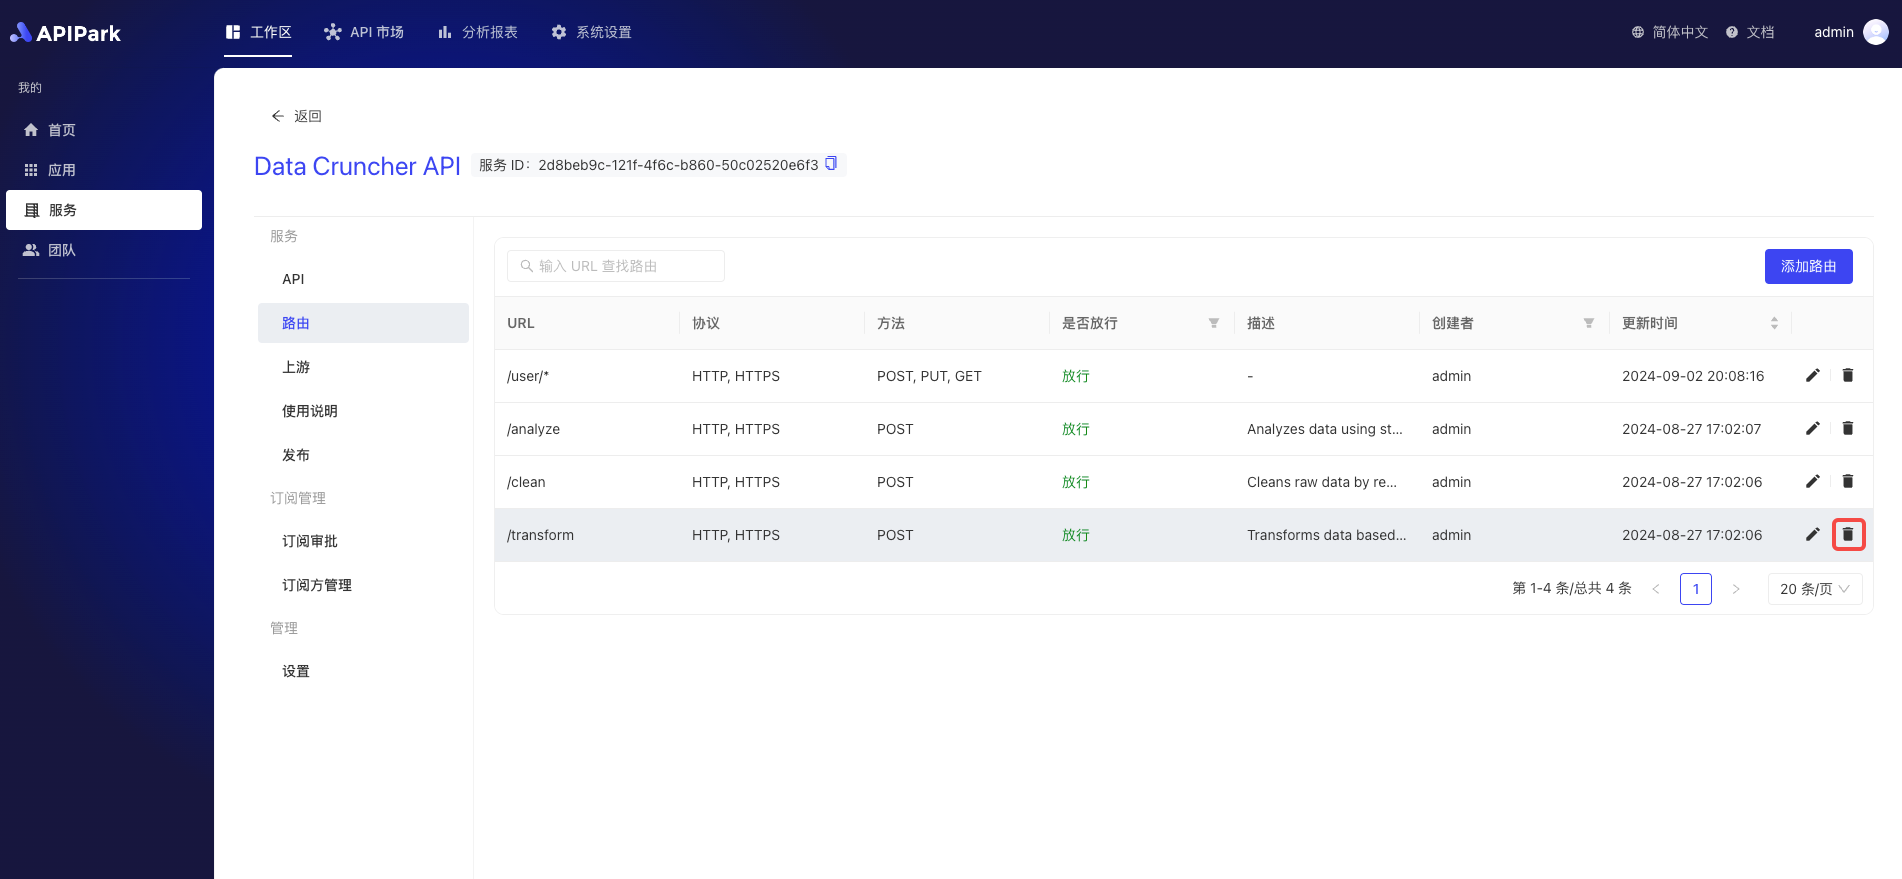 APIPark
工作区
API 市场
分析报表
系统设置
简体中文
文档
admin
我的
首页
应用
服务
团队
返回
Data Cruncher API
服务 ID：2d8beb9c-121f-4f6c-b860-50c02520e6f3
服务
API
路由
上游
使用说明
发布
订阅管理
订阅审批
订阅方管理
管理
设置
输入 URL 查找路由
添加路由
URL 协议 方法 是否放行 描述 创建者 更新时间
/user/* HTTP, HTTPS POST, PUT, GET 放行 - admin 2024-09-02 20:08:16
/analyze HTTP, HTTPS POST 放行 Analyzes data using st... admin 2024-08-27 17:02:07
/clean HTTP, HTTPS POST 放行 Cleans raw data by re... admin 2024-08-27 17:02:06
/transform HTTP, HTTPS POST 放行 Transforms data based... admin 2024-08-27 17:02:06
第 1-4 条/总共 4 条 < 1 > 20 条/页